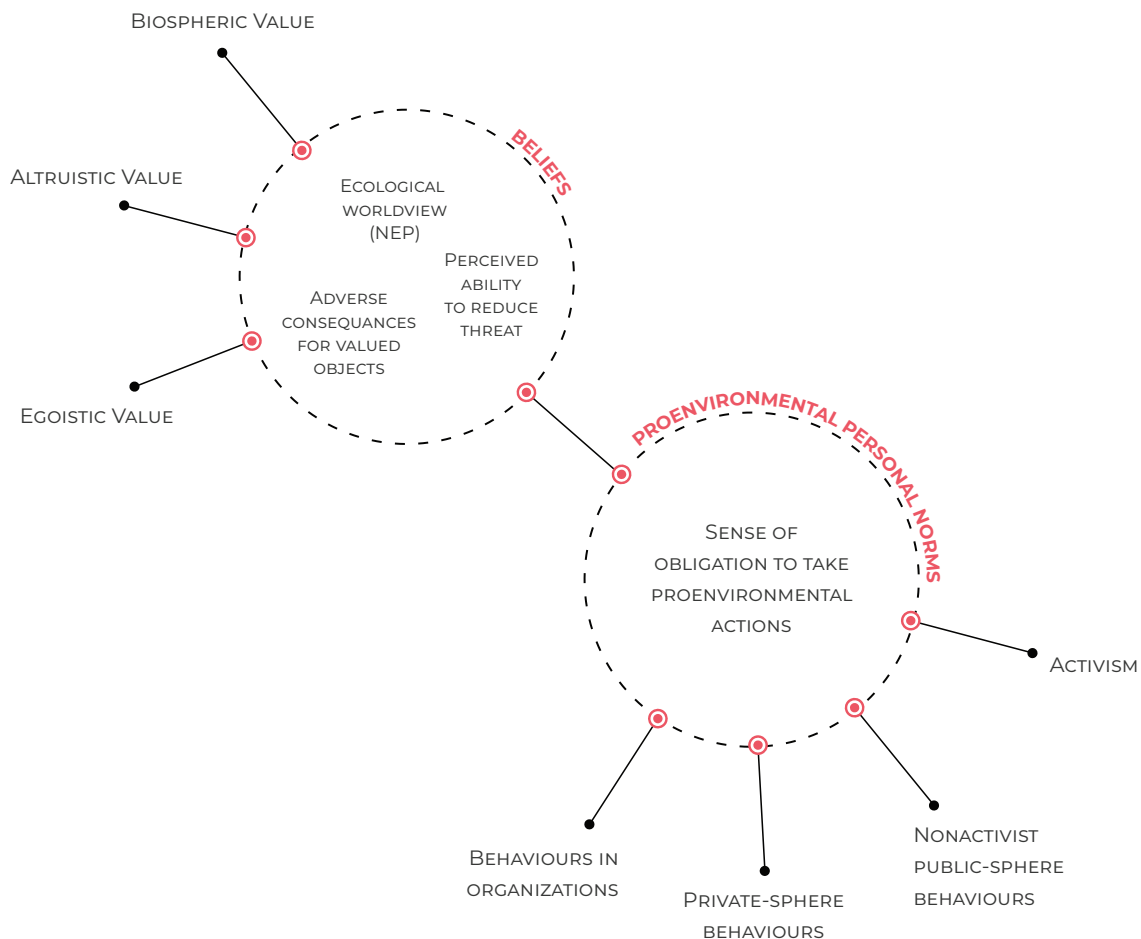 Biospheric Value
Altruistic Value
Egoistic Value
BELIEFS
Ecological
worldview
(NEP)
Perceived
ability
to reduce
threat
Adverse
consequances
for valued
objects
PROENVIRONMENTAL PERSONAL NORMS
Sense of
obligation to take
proenvironmental
actions
Activism
Nonactivist
public-sphere
behaviours
Private-sphere
behaviours
Behaviours in
organizations